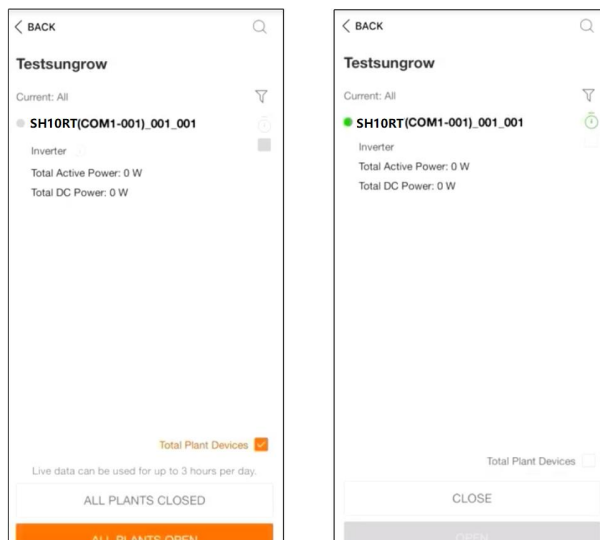 BACK
Testsungrow
Current: All
SH10RT(COM1-001)_001_001
Inverter
Total Active Power: 0 W
Total DC Power: 0 W
Total Plant Devices
Live data can be used for up to 3 hours per day.
ALL PLANTS CLOSED
ALL PLANTS OPEN
BACK
Testsungrow
Current: All
SH10RT(COM1-001)_001_001
Inverter
Total Active Power: 0 W
Total DC Power: 0 W
Total Plant Devices
CLOSE
OPEN